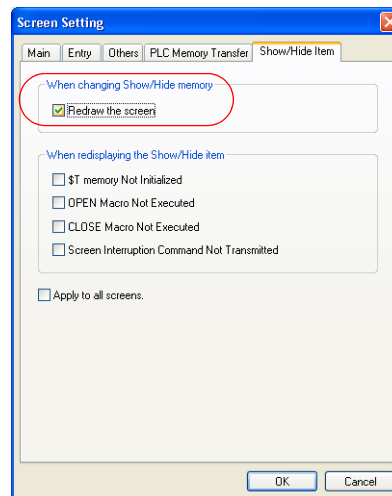 Screen Setting
Main Entry Others PLC Memory Transfer Show/Hide Item
When changing Show/Hide memory
Redraw the screen
When redisplaying the Show/Hide item
$T memory Not Initialized
OPEN Macro Not Executed
CLOSE Macro Not Executed
Screen Interruption Command Not Transmitted
Apply to all screens.
OK Cancel